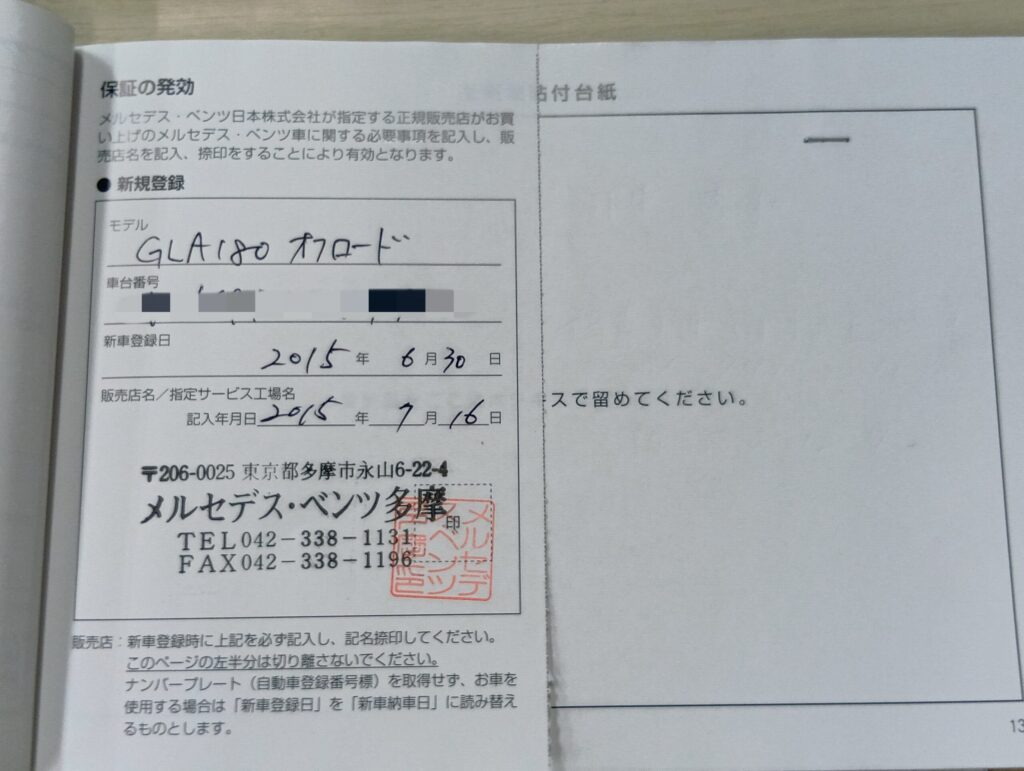 保証の発効
メルセデス・ベンツ日本株式会社が指定する正規販売店がお買
い上げのメルセデス・ベンツ車に関する必要事項を記入し、販
売店名を記入、捺印をすることにより有効となります。
● 新規登録
モデル
GLA180 オフロード
車台番号
新車登録日
2015 年 6 月 30 日
販売店名／指定サービス工場名
記入年月日 2015 年 7 月 16 日
〒206-0025 東京都多摩市永山6-22-4
メルセデス・ベンツ多摩
印
TEL042－338－1131
FAX042－338－1196
メルセデ
ス・ベンツ
販売店：新車登録時に上記を必ず記入し、記名捺印してください。
このページの左半分は切り離さないでください。
ナンバープレート（自動車登録番号標）を取得せず、お車を
使用する場合は「新車登録日」を「新車納車日」に読み替え
るものとします。
付台紙
スで留めてください。
13